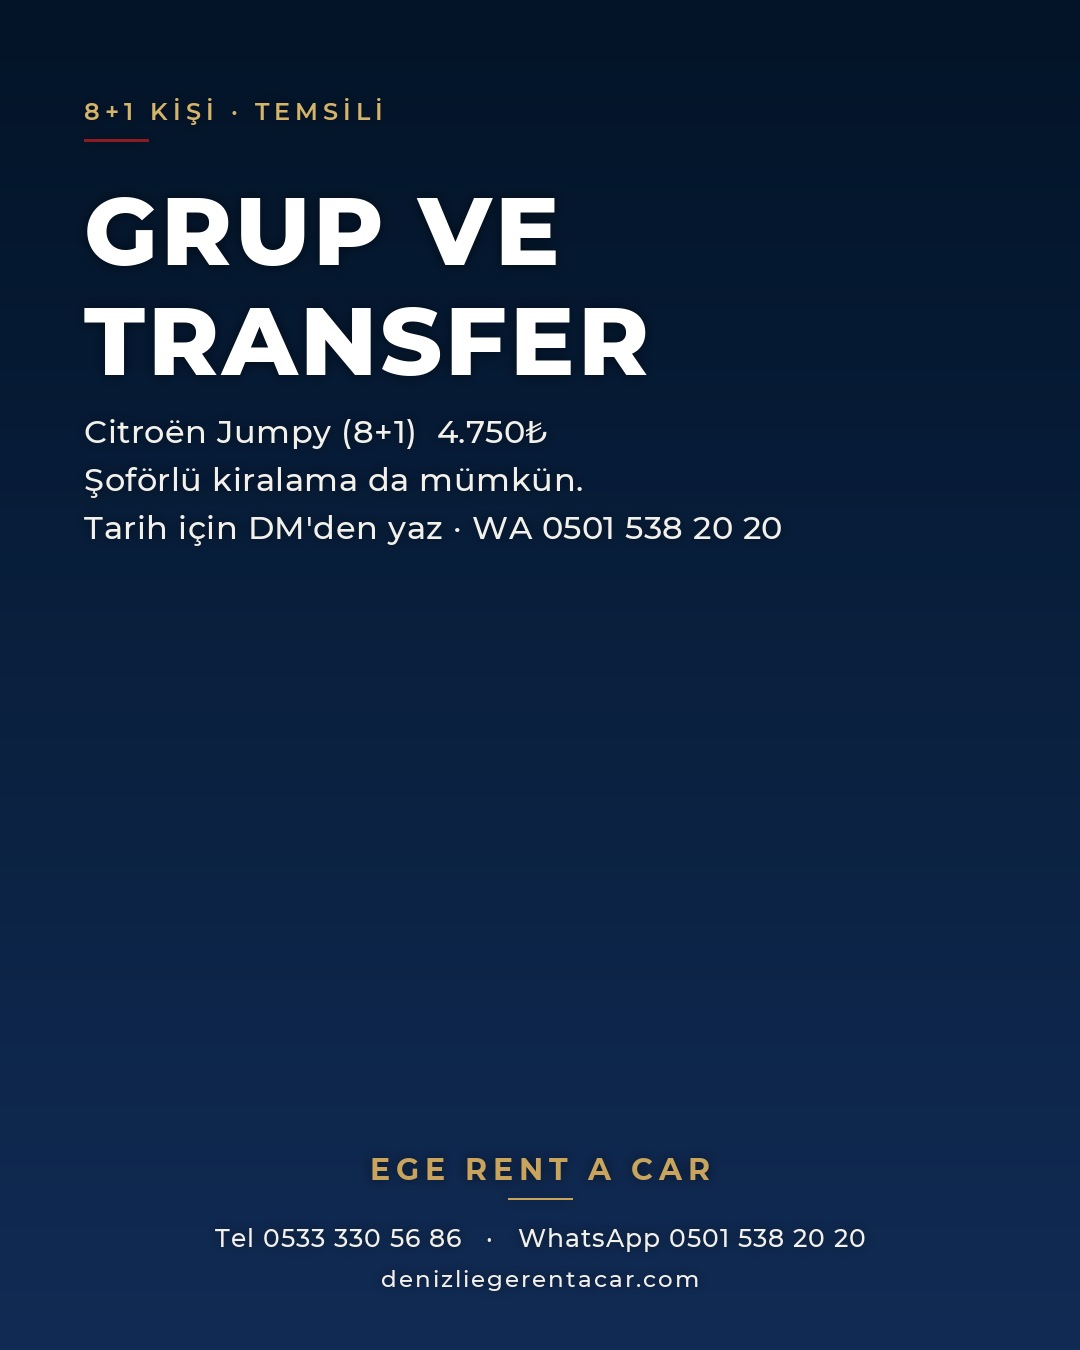 8+1 KİŞİ · TEMSİLİ
GRUP VE
TRANSFER
Citroën Jumpy (8+1)  4.750₺
Şoförlü kiralama da mümkün.
Tarih için DM'den yaz · WA 0501 538 20 20
EGE RENT A CAR
Tel 0533 330 56 86   ·   WhatsApp 0501 538 20 20
denizliegerentacar.com